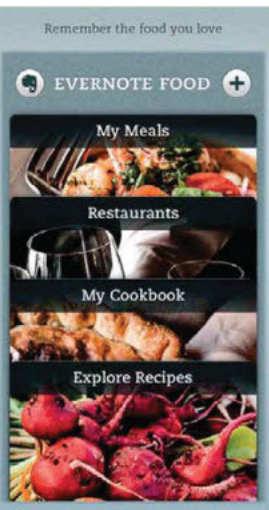 Remember the food you love
EVERNOTE FOOD
My Meals
Restaurants
My Cookbook
Explore Recipes